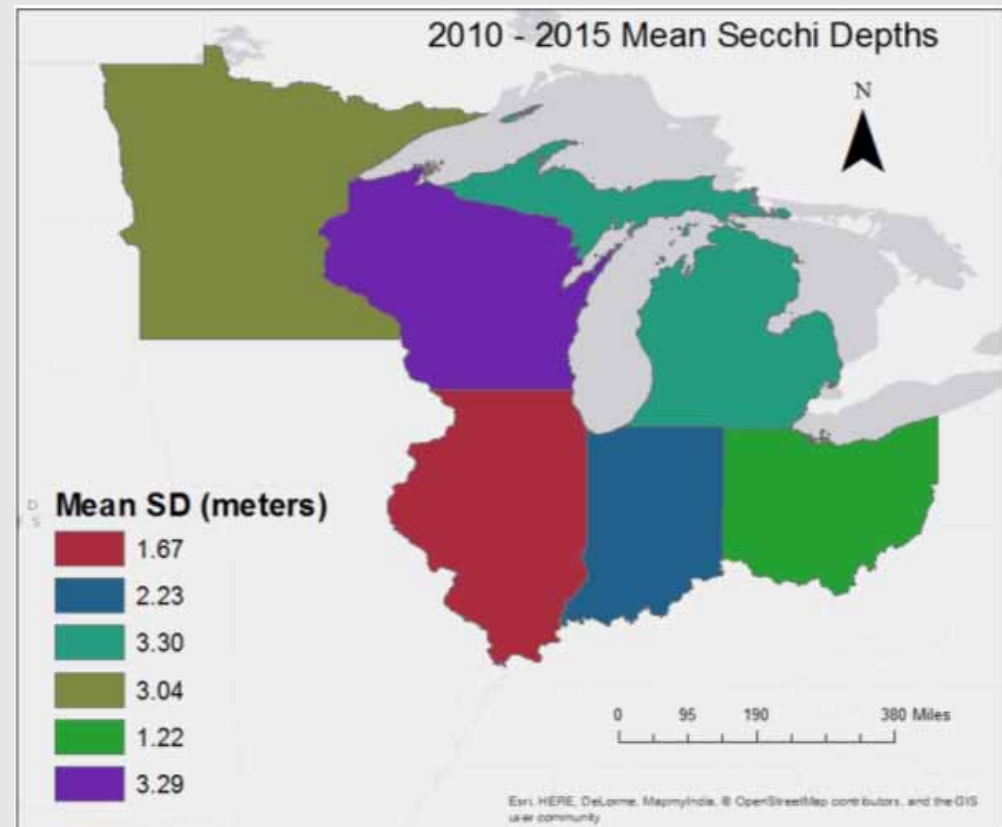 2010 - 2015 Mean Secchi Depths
N
Mean SD (meters)
1.67
2.23
3.30
3.04
1.22
3.29
0 95 190 380 Miles
Esri, HERE, DeLorme, MapmyIndia, © OpenStreetMap contributors, and the GIS
user community